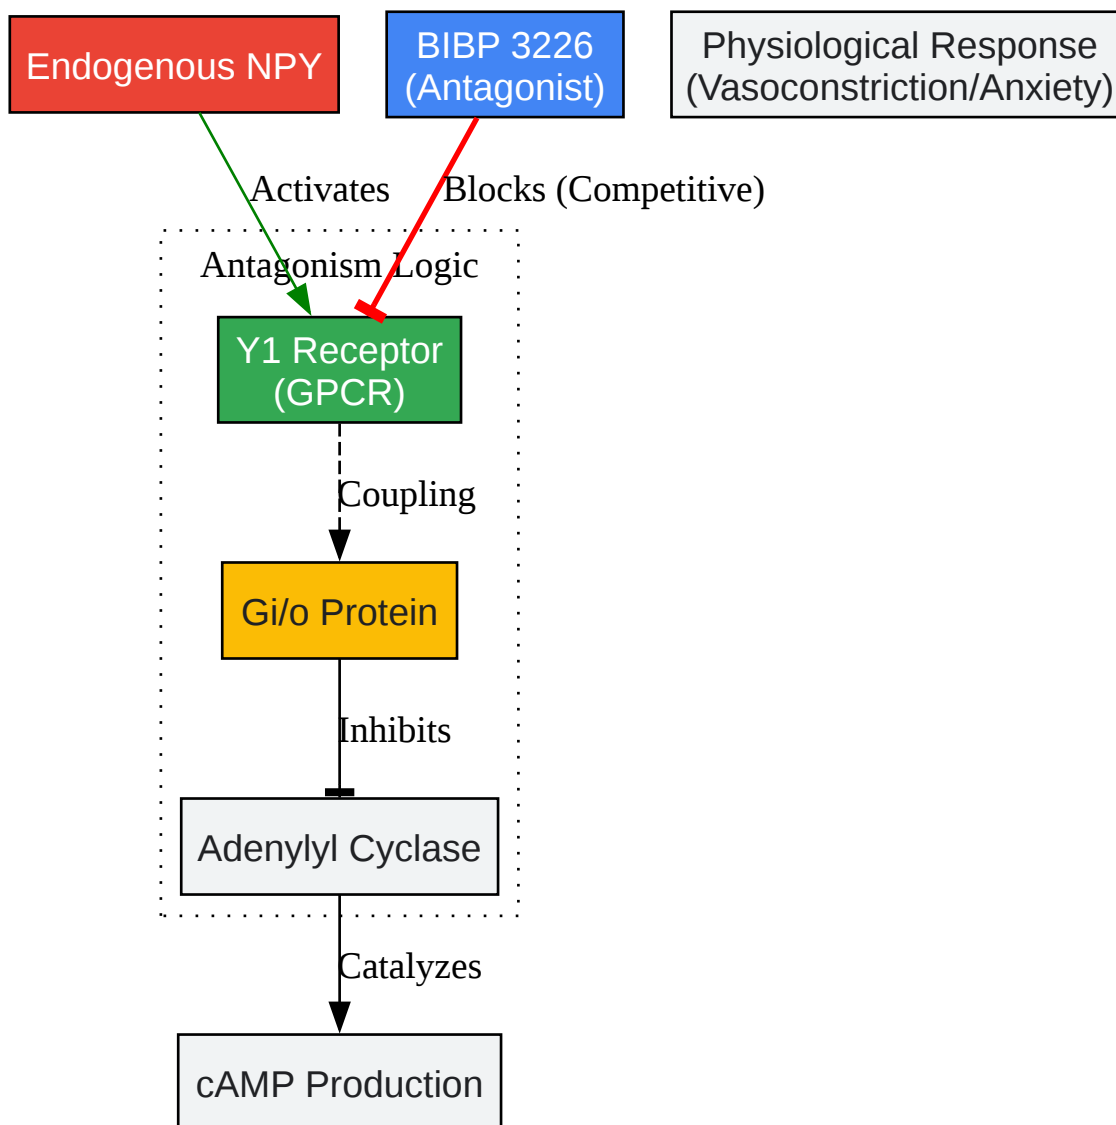 Endogenous NPY
BIBP 3226
(Antagonist)
Physiological Response
(Vasoconstriction/Anxiety)
Activates
Blocks (Competitive)
Antagonism Logic
Y1 Receptor
(GPCR)
Coupling
Gi/o Protein
Inhibits
Adenylyl Cyclase
Catalyzes
cAMP Production